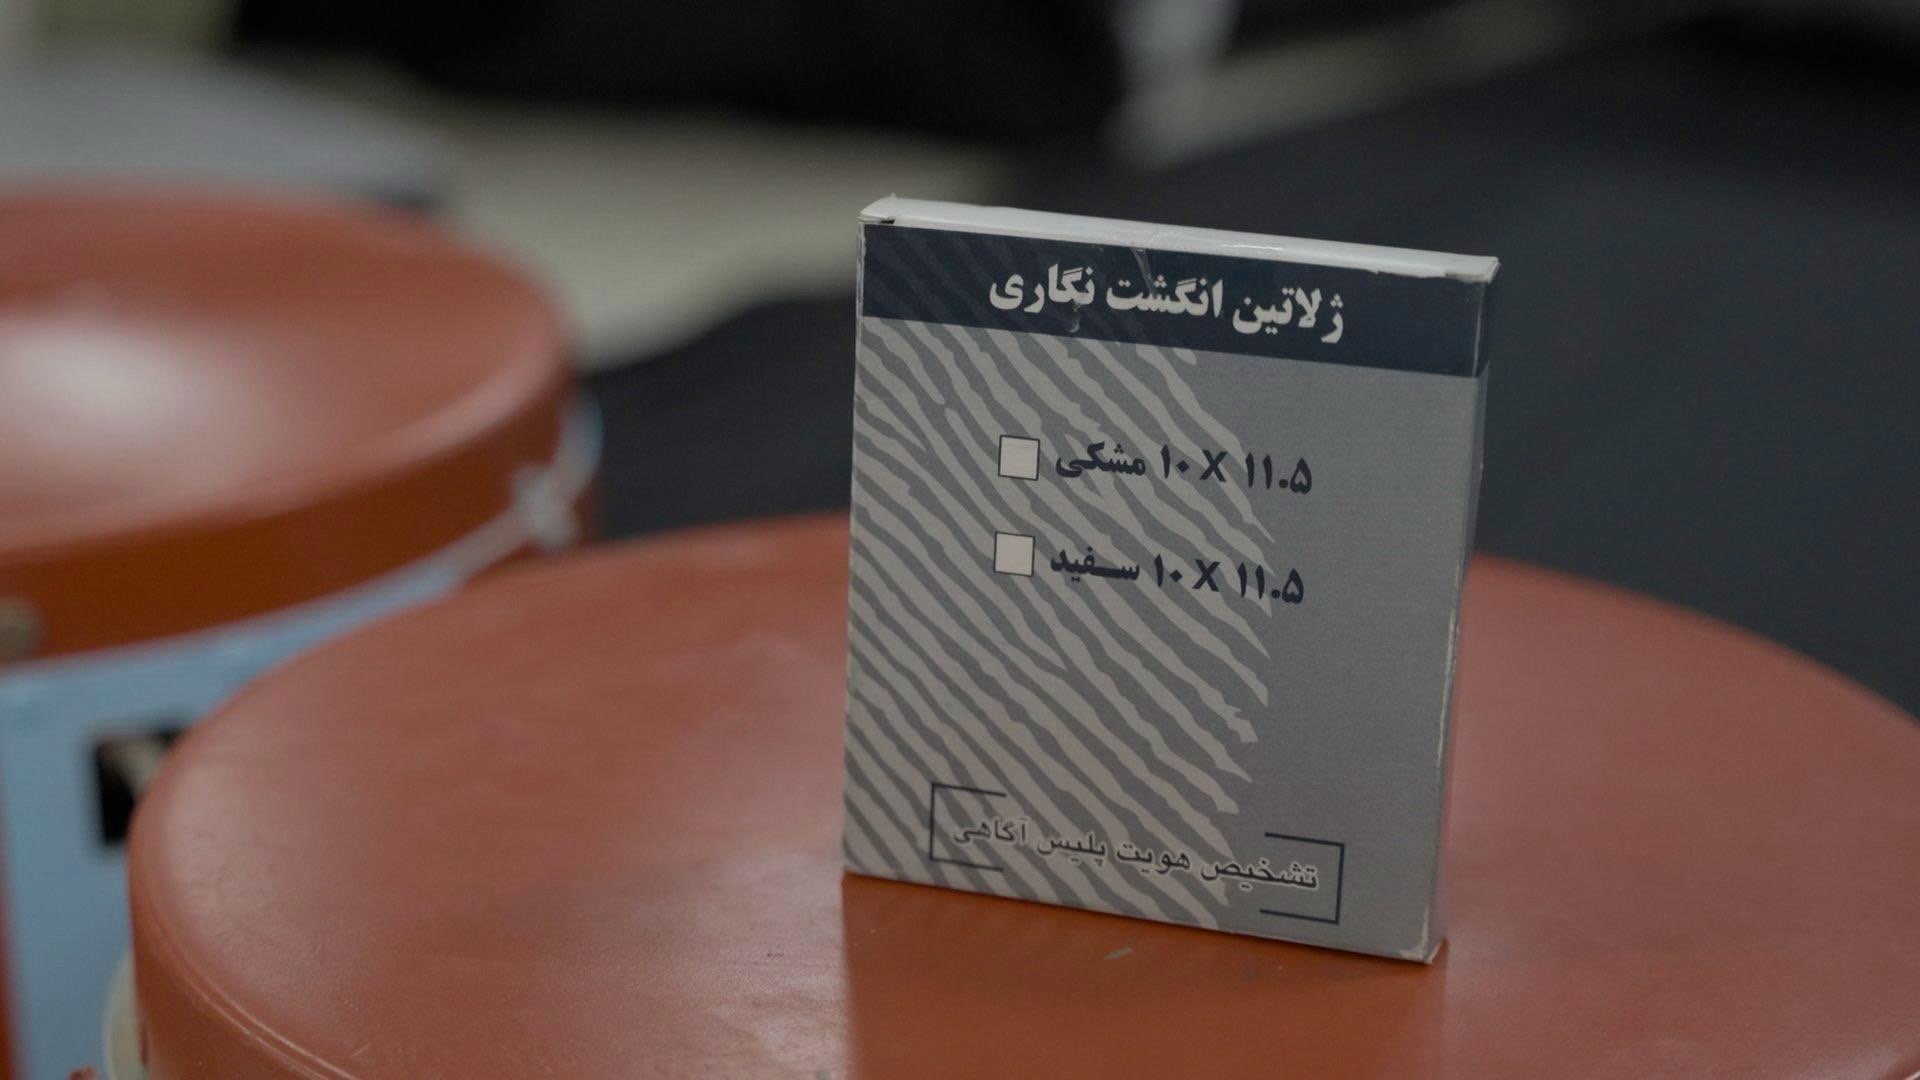 ژلاتین انگشت نگاری
۱۰ X ۱۱.۵ مشکی
۱۰ X ۱۱.۵ سفید
تشخیص هویت پلیس آگاهی